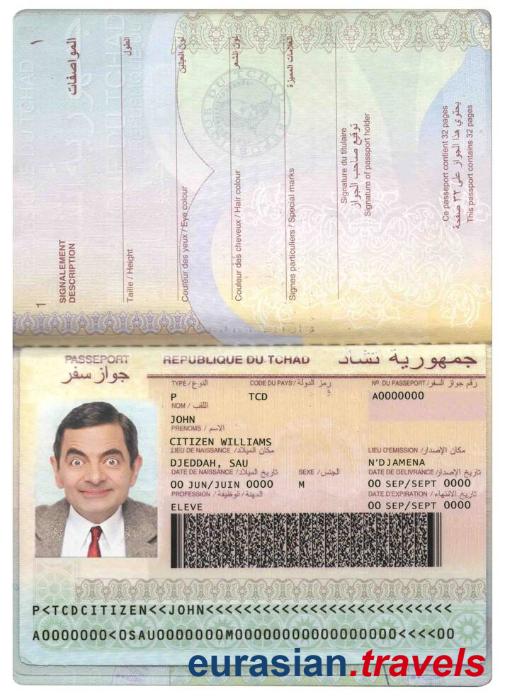 المواصفات
١
الطول
لون العينين
لون الشعر
العلامات المميزة
1
SIGNALEMENT
DESCRIPTION
Taille / Height
Couleur des yeux / Eye colour
Couleur des cheveux / Hair colour
Signes particuliers / Special marks
Signature du titulaire
توقيع صاحب الجواز
Signature of passport holder
Ce passeport contient 32 pages
يحتوي هذا الجواز على ٣٢ صفحة
This passport contains 32 pages
PASSEPORT
جواز سفر
REPUBLIQUE DU TCHAD جمهورية تشاد
TYPE/ النوع CODE DU PAYS/ رمز الدولة Nº. DU PASSEPORT/ رقم جواز السفر
P TCD A0000000
NOM / اللقب
JOHN
PRENOMS / الاسم
CITIZEN WILLIAMS
LIEU DE NAISSANCE / مكان الميلاد LIEU D'EMISSION / مكان الإصدار
DJEDDAH, SAU N'DJAMENA
DATE DE NAISSANCE / تاريخ الميلاد SEXE / الجنس DATE DE DELIVRANCE / تاريخ الإصدار
00 JUN/JUIN 0000 M 00 SEP/SEPT 0000
PROFESSION / المهنة / الوظيفة DATE D'EXPIRATION / تاريخ الانتهاء
ELEVE 00 SEP/SEPT 0000
P<TCDCITIZEN<<JOHN<<<<<<<<<<<<<<<<<<<<<<<<<<
A0000000<0SAU0000000M0000000000000000<<<<00
eurasian.travels